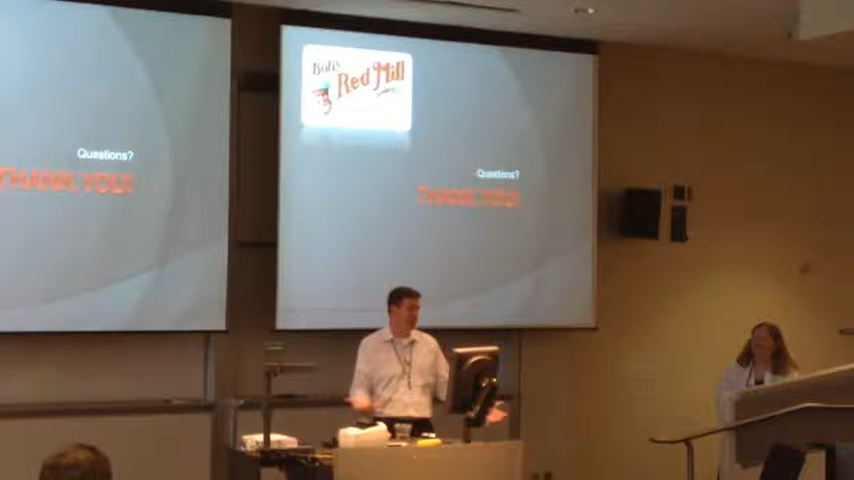 Questions?
THANK YOU!
Bob's
Red Mill
Questions?
THANK YOU!